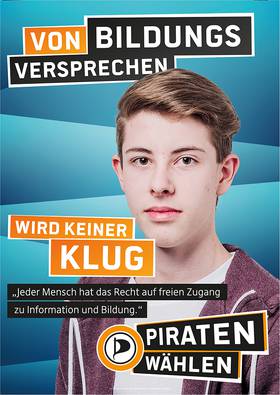 VON BILDUNGS
VERSPRECHEN
WIRD KEINER
KLUG
„Jeder Mensch hat das Recht auf freien Zugang
zu Information und Bildung.“
PIRATEN
WÄHLEN